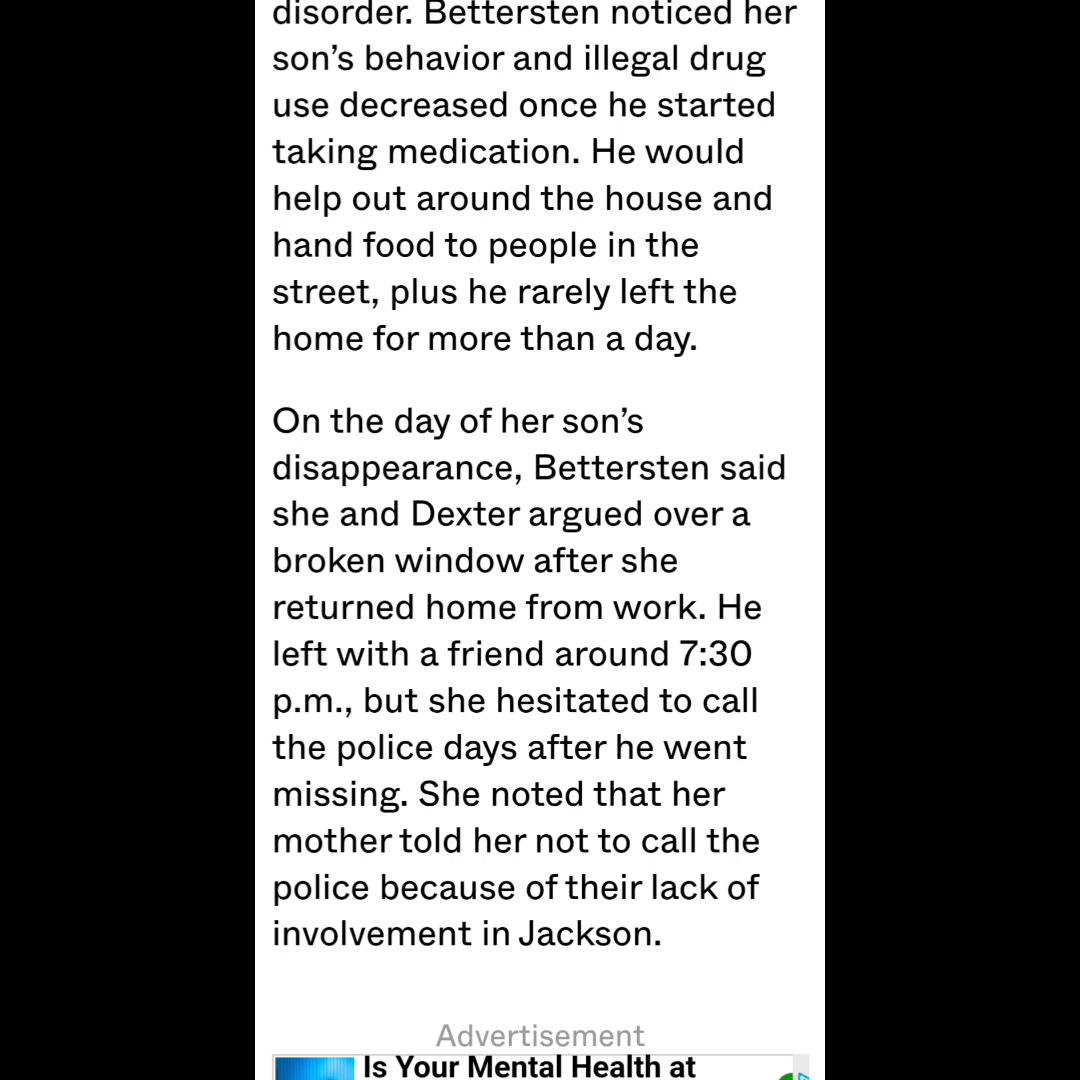 disorder. Bettersten noticed her
son’s behavior and illegal drug
use decreased once he started
taking medication. He would
help out around the house and
hand food to people in the
street, plus he rarely left the
home for more than a day.
On the day of her son’s
disappearance, Bettersten said
she and Dexter argued over a
broken window after she
returned home from work. He
left with a friend around 7:30
p.m., but she hesitated to call
the police days after he went
missing. She noted that her
mother told her not to call the
police because of their lack of
involvement in Jackson.
Advertisement
Is Your Mental Health at